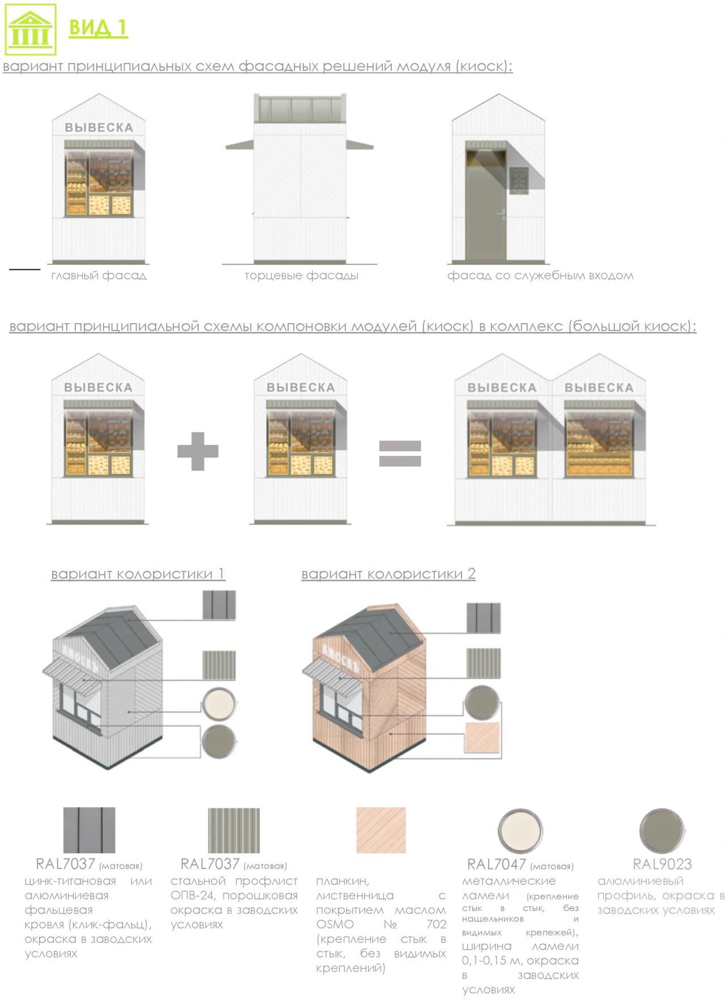 ВИД 1
вариант принципиальных схем фасадных решений модуля (киоск):
ВЫВЕСКА
главный фасад
торцевые фасады
фасад со служебным входом
вариант принципиальной схемы компоновки модулей (киоск) в комплекс (большой киоск):
ВЫВЕСКА
ВЫВЕСКА
ВЫВЕСКА ВЫВЕСКА
вариант колористики 1
вариант колористики 2
КИОСКЪ
КИОСКЪ
RAL7037 (матовая)
цинк-титановая или
алюминиевая
фальцевая
кровля (клик-фальц),
окраска в заводских
условиях
RAL7037 (матовая)
стальной профлист
ОПВ-24, порошковая
окраска в заводских
условиях
планкин,
лиственница с
покрытием маслом
OSMO № 702
(крепление стык в
стык, без видимых
креплений)
RAL7047 (матовая)
металлические
ламели (крепление
стык в стык, без
нащельников и
видимых крепежей),
ширина ламели
0,1-0,15 м, окраска
в заводских
условиях
RAL9023
алюминиевый
профиль, окраска в
заводских условиях